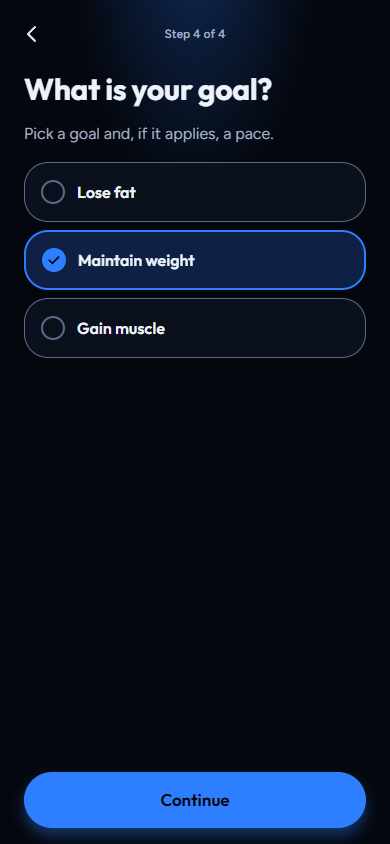 Step 4 of 4
What is your goal?
Pick a goal and, if it applies, a pace.
Lose fat
Maintain weight
Gain muscle
Continue